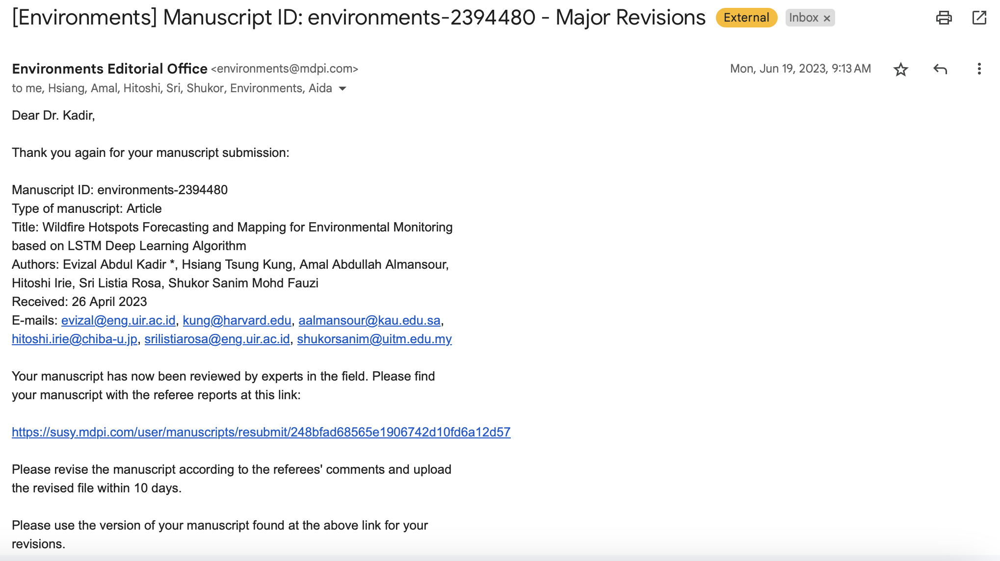 [Environments] Manuscript ID: environments-2394480 - Major Revisions External Inbox ×
Environments Editorial Office <environments@mdpi.com> Mon, Jun 19, 2023, 9:13 AM
to me, Hsiang, Amal, Hitoshi, Sri, Shukor, Environments, Aida
Dear Dr. Kadir,
Thank you again for your manuscript submission:
Manuscript ID: environments-2394480
Type of manuscript: Article
Title: Wildfire Hotspots Forecasting and Mapping for Environmental Monitoring
based on LSTM Deep Learning Algorithm
Authors: Evizal Abdul Kadir *, Hsiang Tsung Kung, Amal Abdullah Almansour,
Hitoshi Irie, Sri Listia Rosa, Shukor Sanim Mohd Fauzi
Received: 26 April 2023
E-mails: evizal@eng.uir.ac.id, kung@harvard.edu, aalmansour@kau.edu.sa,
hitoshi.irie@chiba-u.jp, srilistiarosa@eng.uir.ac.id, shukorsanim@uitm.edu.my
Your manuscript has now been reviewed by experts in the field. Please find
your manuscript with the referee reports at this link:
https://susy.mdpi.com/user/manuscripts/resubmit/248bfad68565e1906742d10fd6a12d57
Please revise the manuscript according to the referees' comments and upload
the revised file within 10 days.
Please use the version of your manuscript found at the above link for your
revisions.